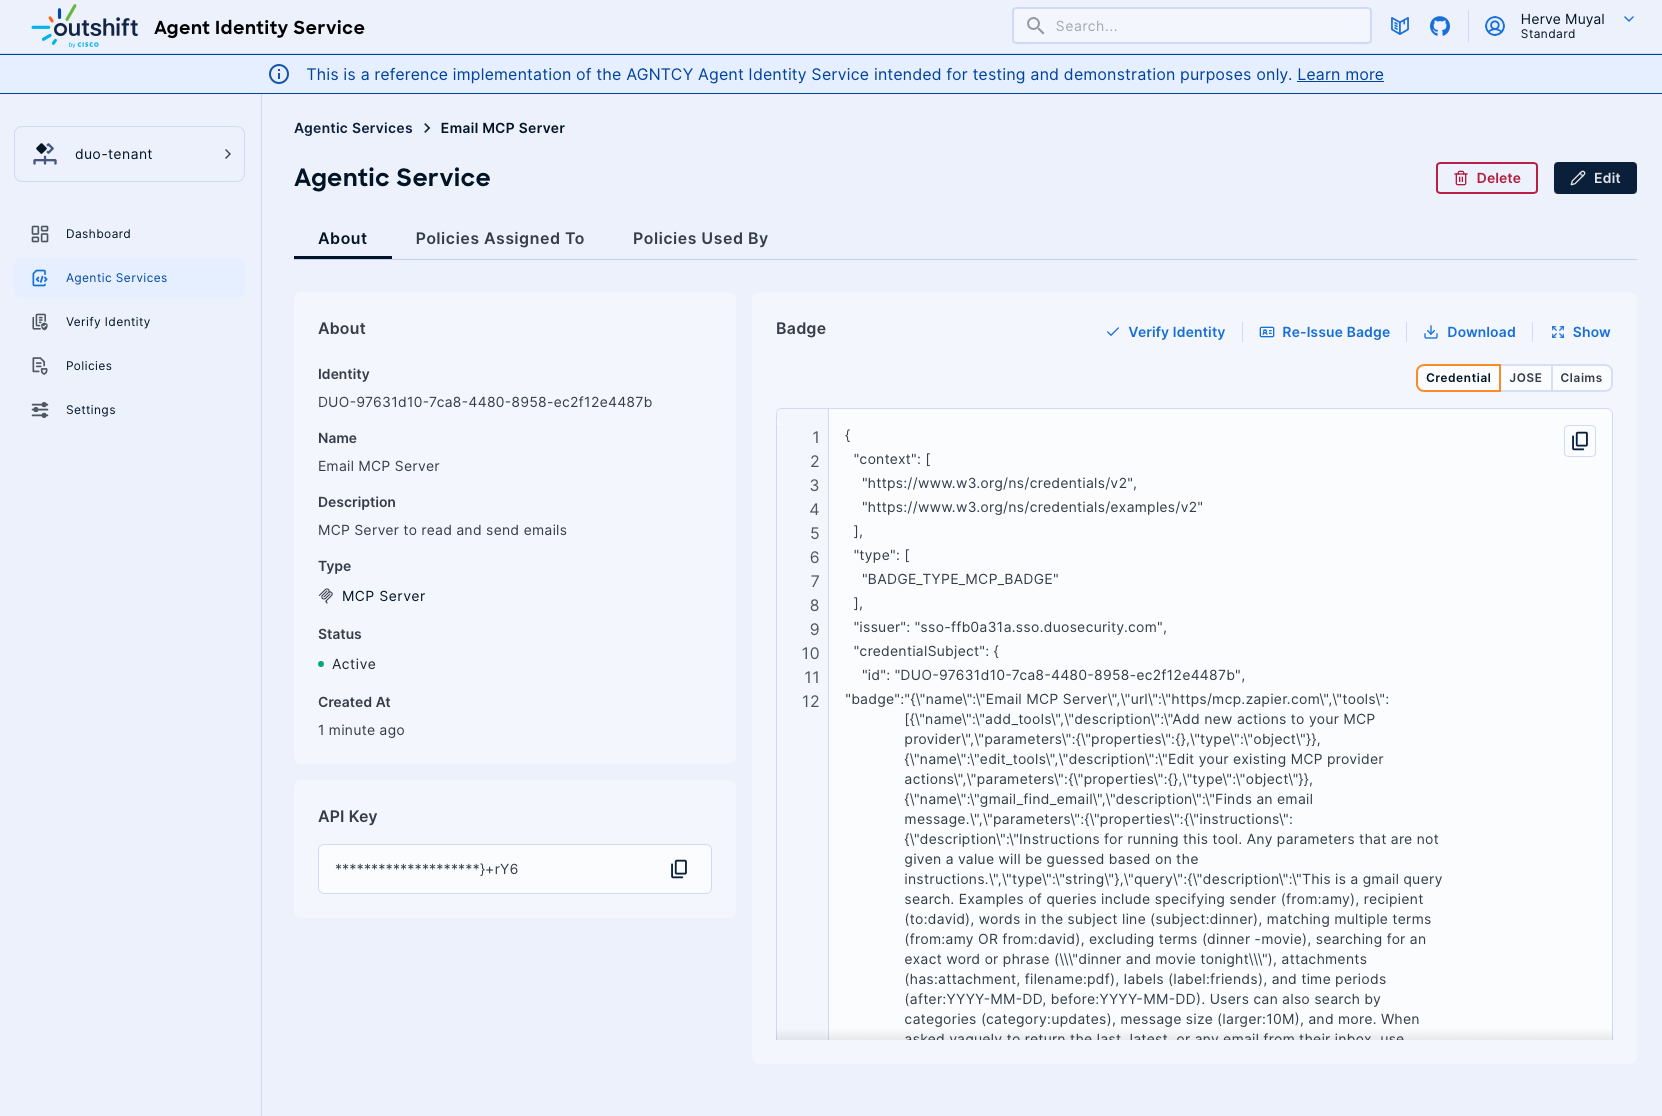 outshift
by CISCO
Agent Identity Service
Search...
Herve Muyal
Standard
This is a reference implementation of the AGNTCY Agent Identity Service intended for testing and demonstration purposes only. Learn more
duo-tenant
Dashboard
Agentic Services
Verify Identity
Policies
Settings
Agentic Services > Email MCP Server
Agentic Service
Delete
Edit
About
Policies Assigned To
Policies Used By
About
Identity
DUO-97631d10-7ca8-4480-8958-ec2f12e4487b
Name
Email MCP Server
Description
MCP Server to read and send emails
Type
MCP Server
Status
Active
Created At
1 minute ago
API Key
********************}+rY6
Badge
Verify Identity
Re-Issue Badge
Download
Show
Credential
JOSE
Claims
1 {
2 "context": [
3 "https://www.w3.org/ns/credentials/v2",
4 "https://www.w3.org/ns/credentials/examples/v2"
5 ],
6 "type": [
7 "BADGE_TYPE_MCP_BADGE"
8 ],
9 "issuer": "sso-ffb0a31a.sso.duosecurity.com",
10 "credentialSubject": {
11 "id": "DUO-97631d10-7ca8-4480-8958-ec2f12e4487b",
12 "badge":"{\"name\":\"Email MCP Server\",\"url\":\"https/mcp.zapier.com\",\"tools\":
[{\"name\":\"add_tools\",\"description\":\"Add new actions to your MCP
provider\",\"parameters\":{\"properties\":{},\"type\":\"object\"}},
{\"name\":\"edit_tools\",\"description\":\"Edit your existing MCP provider
actions\",\"parameters\":{\"properties\":{},\"type\":\"object\"}},
{\"name\":\"gmail_find_email\",\"description\":\"Finds an email
message.\",\"parameters\":{\"properties\":{\"instructions\":
{\"description\":\"Instructions for running this tool. Any parameters that are not
given a value will be guessed based on the
instructions.\",\"type\":\"string\"},\"query\":{\"description\":\"This is a gmail query
search. Examples of queries include specifying sender (from:amy), recipient
(to:david), words in the subject line (subject:dinner), matching multiple terms
(from:amy OR from:david), excluding terms (dinner -movie), searching for an
exact word or phrase (\\\"dinner and movie tonight\\\"), attachments
(has:attachment, filename:pdf), labels (label:friends), and time periods
(after:YYYY-MM-DD, before:YYYY-MM-DD). Users can also search by
categories (category:updates), message size (larger:10M), and more. When
asked vaguely to return the last, latest, or any email from their inbox, use